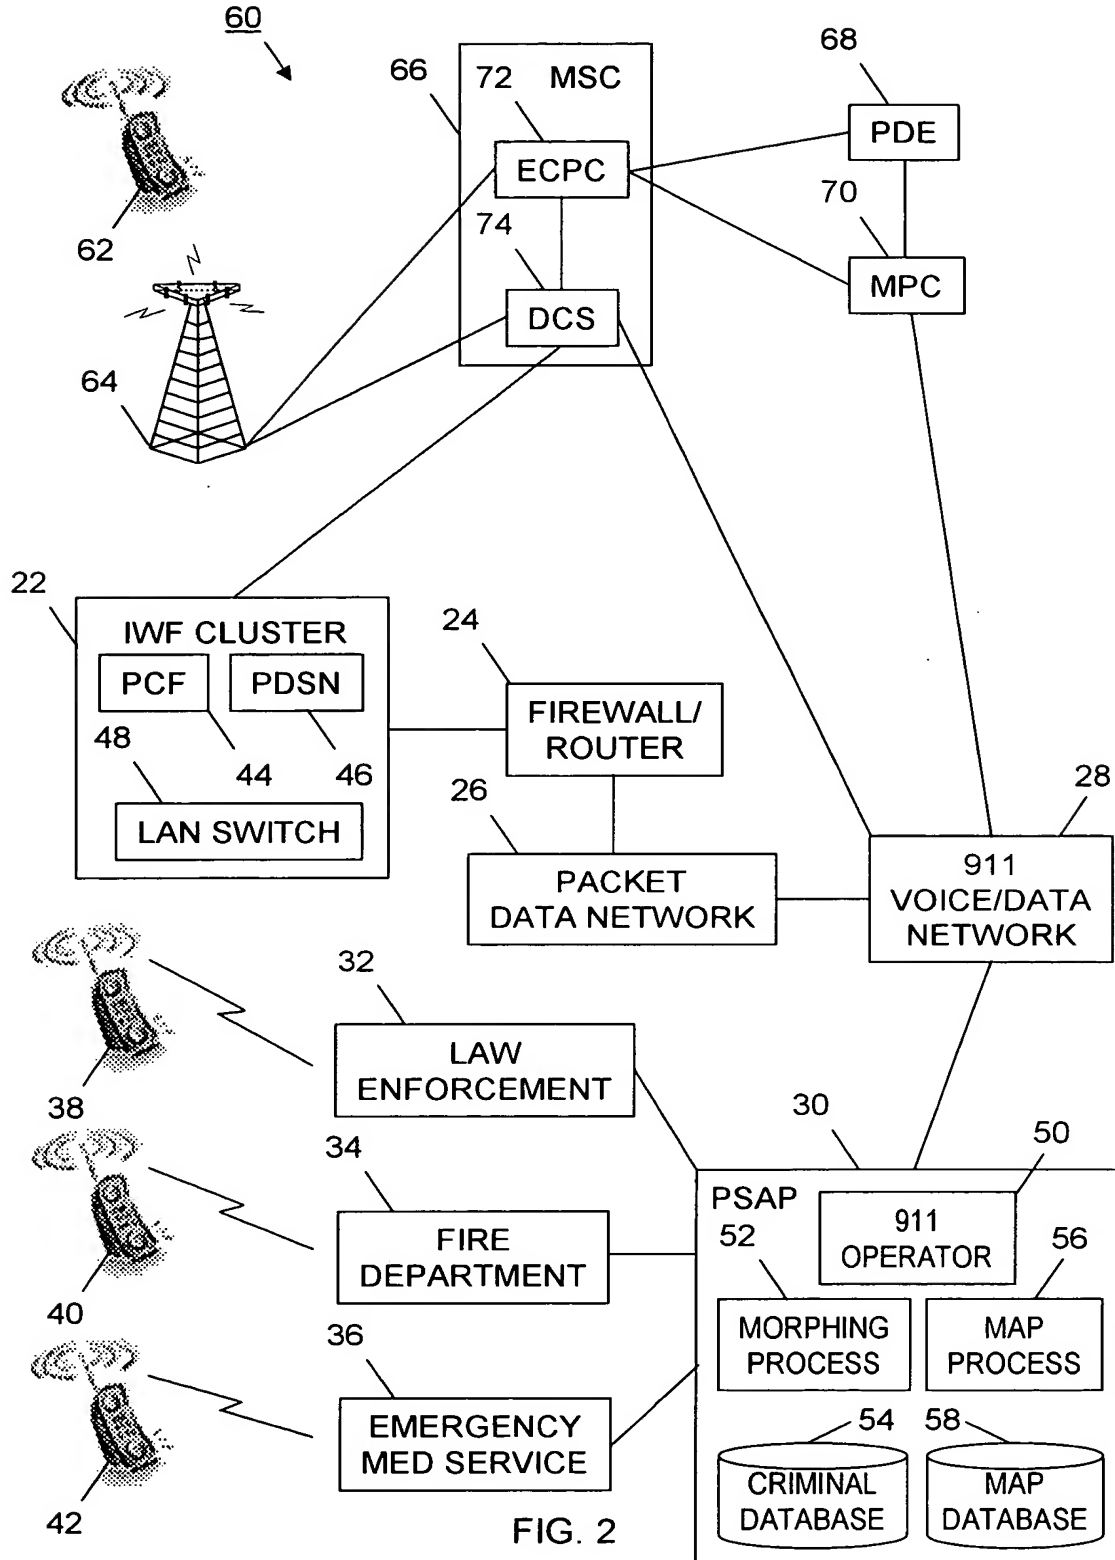 60
68
66
72
MSC
PDE
ECPC
70
62
74
MPC
DCS
64
22
24
IWF CLUSTER
PCF
PDSN
FIREWALL/
ROUTER
48
44
46
26
28
LAN SWITCH
911
VOICE/DATA
NETWORK
PACKET
DATA NETWORK
32
LAW
ENFORCEMENT
38
30
50
34
PSAP
52
911
OPERATOR
56
FIRE
DEPARTMENT
40
36
MORPHING
PROCESS
MAP
PROCESS
EMERGENCY
MED SERVICE
54
58
CRIMINAL
DATABASE
MAP
DATABASE
42
FIG. 2